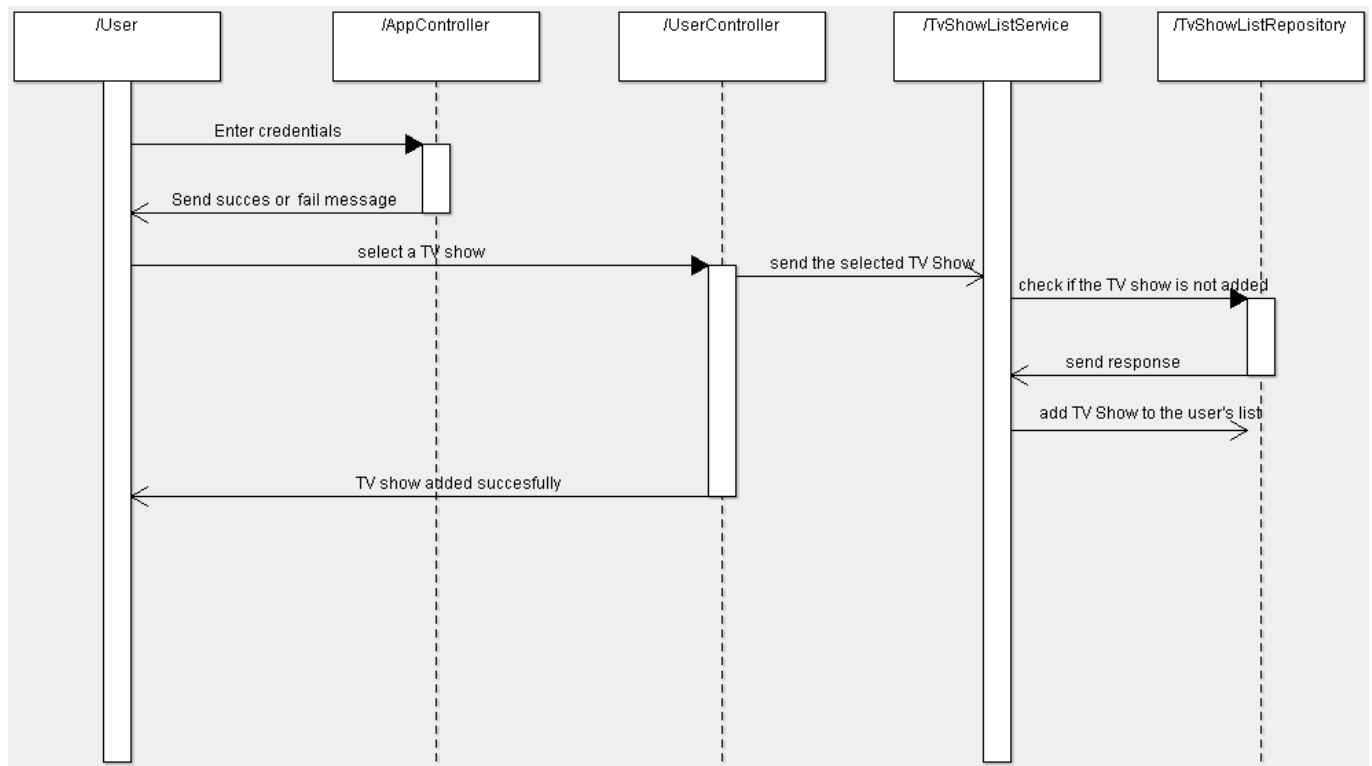 /User
/AppController
/UserController
/TvShowListService
/TvShowListRepository
Enter credentials
Send succes or fail message
select a TV show
send the selected TV Show
check if the TV show is not added
send response
add TV Show to the user's list
TV show added succesfully